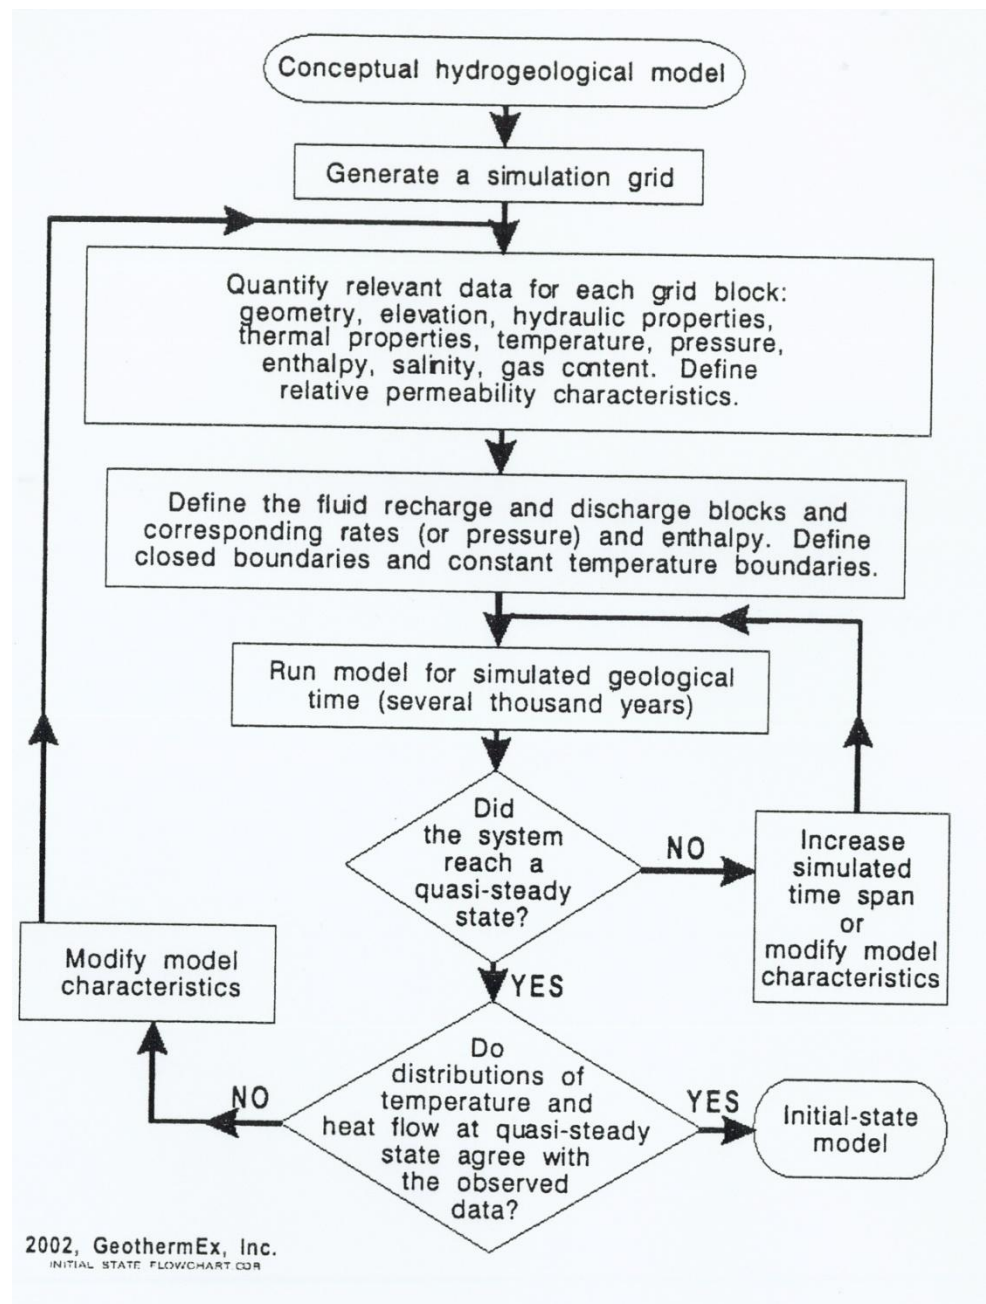 Conceptual hydrogeological model
Generate a simulation grid
Quantify relevant data for each grid block:
geometry, elevation, hydraulic properties,
thermal properties, temperature, pressure,
enthalpy, salinity, gas content. Define
relative permeability characteristics.
Define the fluid recharge and discharge blocks and
corresponding rates (or pressure) and enthalpy. Define
closed boundaries and constant temperature boundaries.
Run model for simulated geological
time (several thousand years)
Did
the system
reach a
quasi-steady
state?
NO
Increase
simulated
time span
or
modify model
characteristics
YES
Modify model
characteristics
Do
distributions of
temperature and
heat flow at quasi-steady
state agree with
the observed
data?
NO
YES
Initial-state
model
2002, GeothermEx, Inc.
INITIAL STATE FLOWCHART.CDR